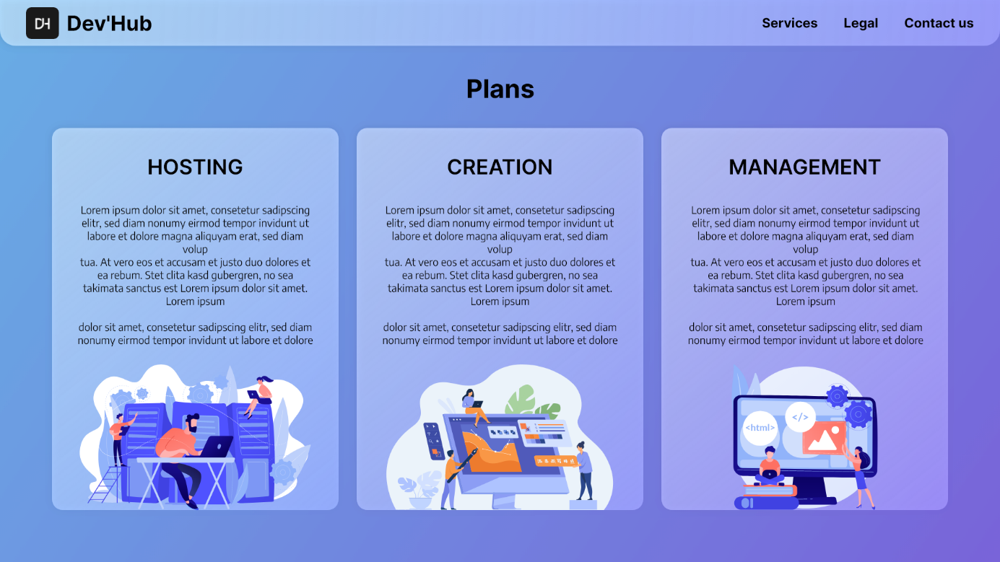 DH
Dev'Hub
Services
Legal
Contact us
Plans
HOSTING
Lorem ipsum dolor sit amet, consetetur sadipscing
elitr, sed diam nonumy eirmod tempor invidunt ut
labore et dolore magna aliquyam erat, sed diam
volup
tua. At vero eos et accusam et justo duo dolores et
ea rebum. Stet clita kasd gubergren, no sea
takimata sanctus est Lorem ipsum dolor sit amet.
Lorem ipsum
dolor sit amet, consetetur sadipscing elitr, sed diam
nonumy eirmod tempor invidunt ut labore et dolore
CREATION
Lorem ipsum dolor sit amet, consetetur sadipscing
elitr, sed diam nonumy eirmod tempor invidunt ut
labore et dolore magna aliquyam erat, sed diam
volup
tua. At vero eos et accusam et justo duo dolores et
ea rebum. Stet clita kasd gubergren, no sea
takimata sanctus est Lorem ipsum dolor sit amet.
Lorem ipsum
dolor sit amet, consetetur sadipscing elitr, sed diam
nonumy eirmod tempor invidunt ut labore et dolore
MANAGEMENT
Lorem ipsum dolor sit amet, consetetur sadipscing
elitr, sed diam nonumy eirmod tempor invidunt ut
labore et dolore magna aliquyam erat, sed diam
volup
tua. At vero eos et accusam et justo duo dolores et
ea rebum. Stet clita kasd gubergren, no sea
takimata sanctus est Lorem ipsum dolor sit amet.
Lorem ipsum
dolor sit amet, consetetur sadipscing elitr, sed diam
nonumy eirmod tempor invidunt ut labore et dolore
</>
<html>